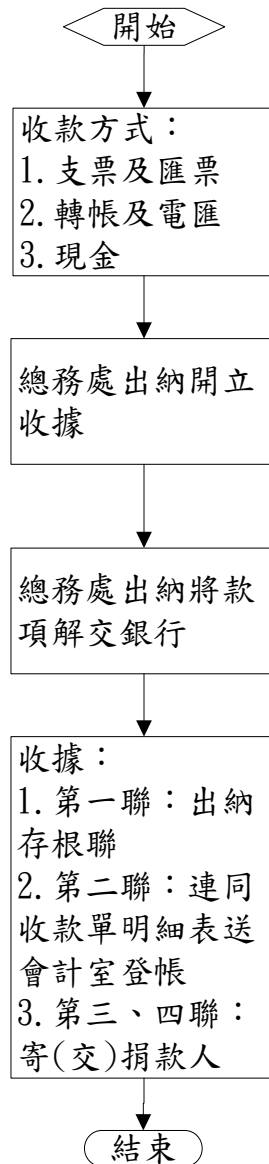 開始
收款方式：
1.支票及匯票
2.轉帳及電匯
3.現金
總務處出納開立
收據
總務處出納將款
項解交銀行
收據：
1.第一聯：出納
存根聯
2.第二聯：連同
收款單明細表送
會計室登帳
3.第三、四聯：
寄(交)捐款人
結束